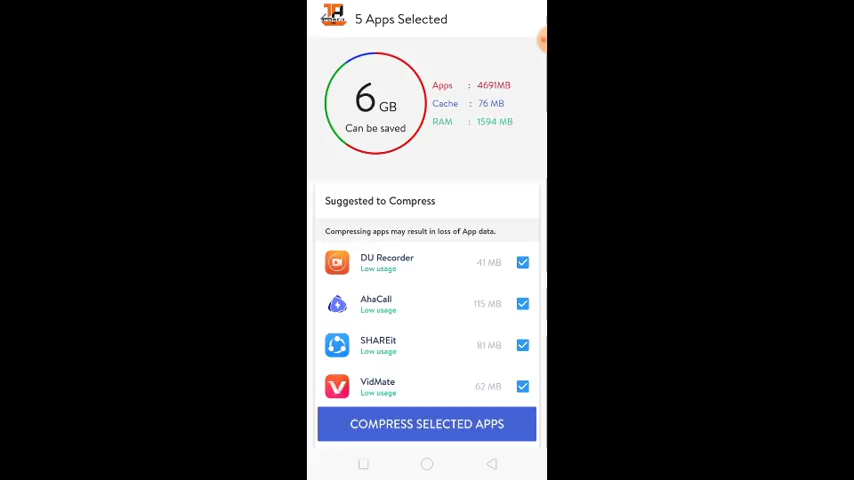 5 Apps Selected
6 GB
Can be saved
Apps : 4691MB
Cache : 76 MB
RAM : 1594 MB
Suggested to Compress
Compressing apps may result in loss of App data.
DU Recorder
Low usage
41 MB
AhaCall
Low usage
115 MB
SHAREit
Low usage
81 MB
VidMate
Low usage
62 MB
COMPRESS SELECTED APPS